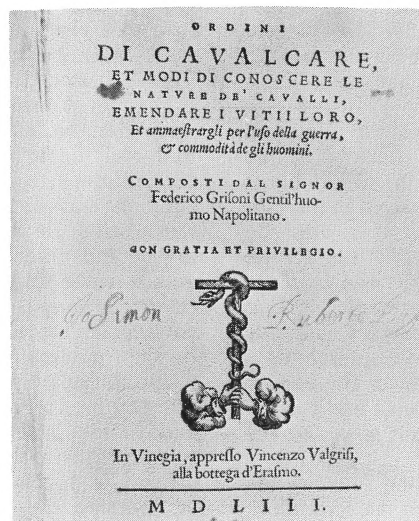 ORDINI
DI CAVALCARE,
ET MODI DI CONOSCERE LE
NATVRE DE' CAVALLI,
EMENDARE I VITII LORO,
Et ammaeſtrargli per l'uſo della guerra,
& commodità de gli huomini.
COMPOSTI DAL SIGNOR
Federico Griſoni Gentil'huo-
mo Napolitano.
CON GRATIA ET PRIVILEGIO.
Simon
In Vinegia, appreſſo Vincenzo Valgriſi,
alla bottega d'Eraſmo.
M D LIII.